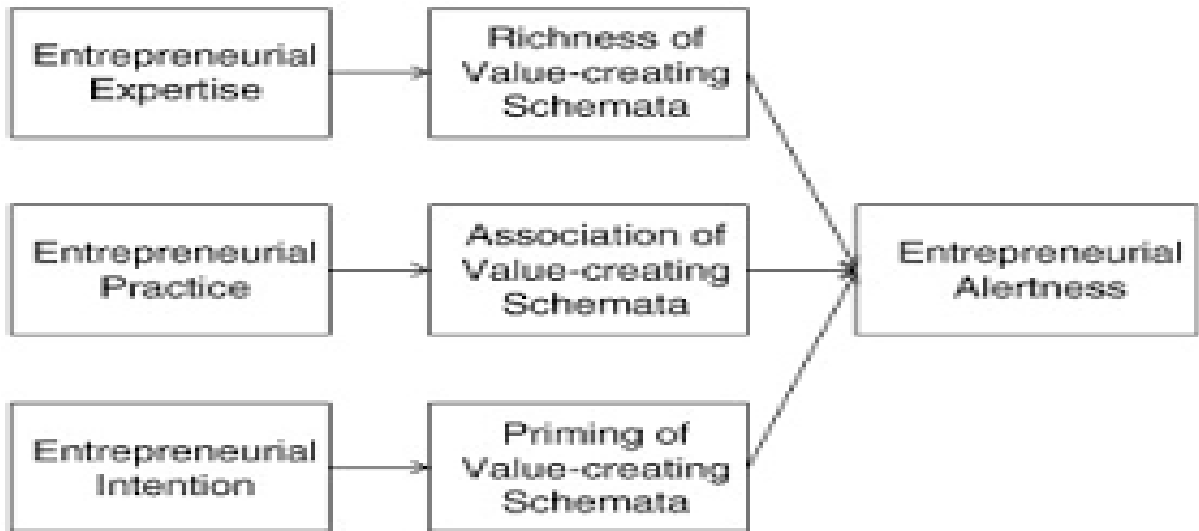 Entrepreneurial
Expertise
Richness of
Value-creating
Schemata
Entrepreneurial
Practice
Association of
Value-creating
Schemata
Entrepreneurial
Alertness
Entrepreneurial
Intention
Priming of
Value-creating
Schemata